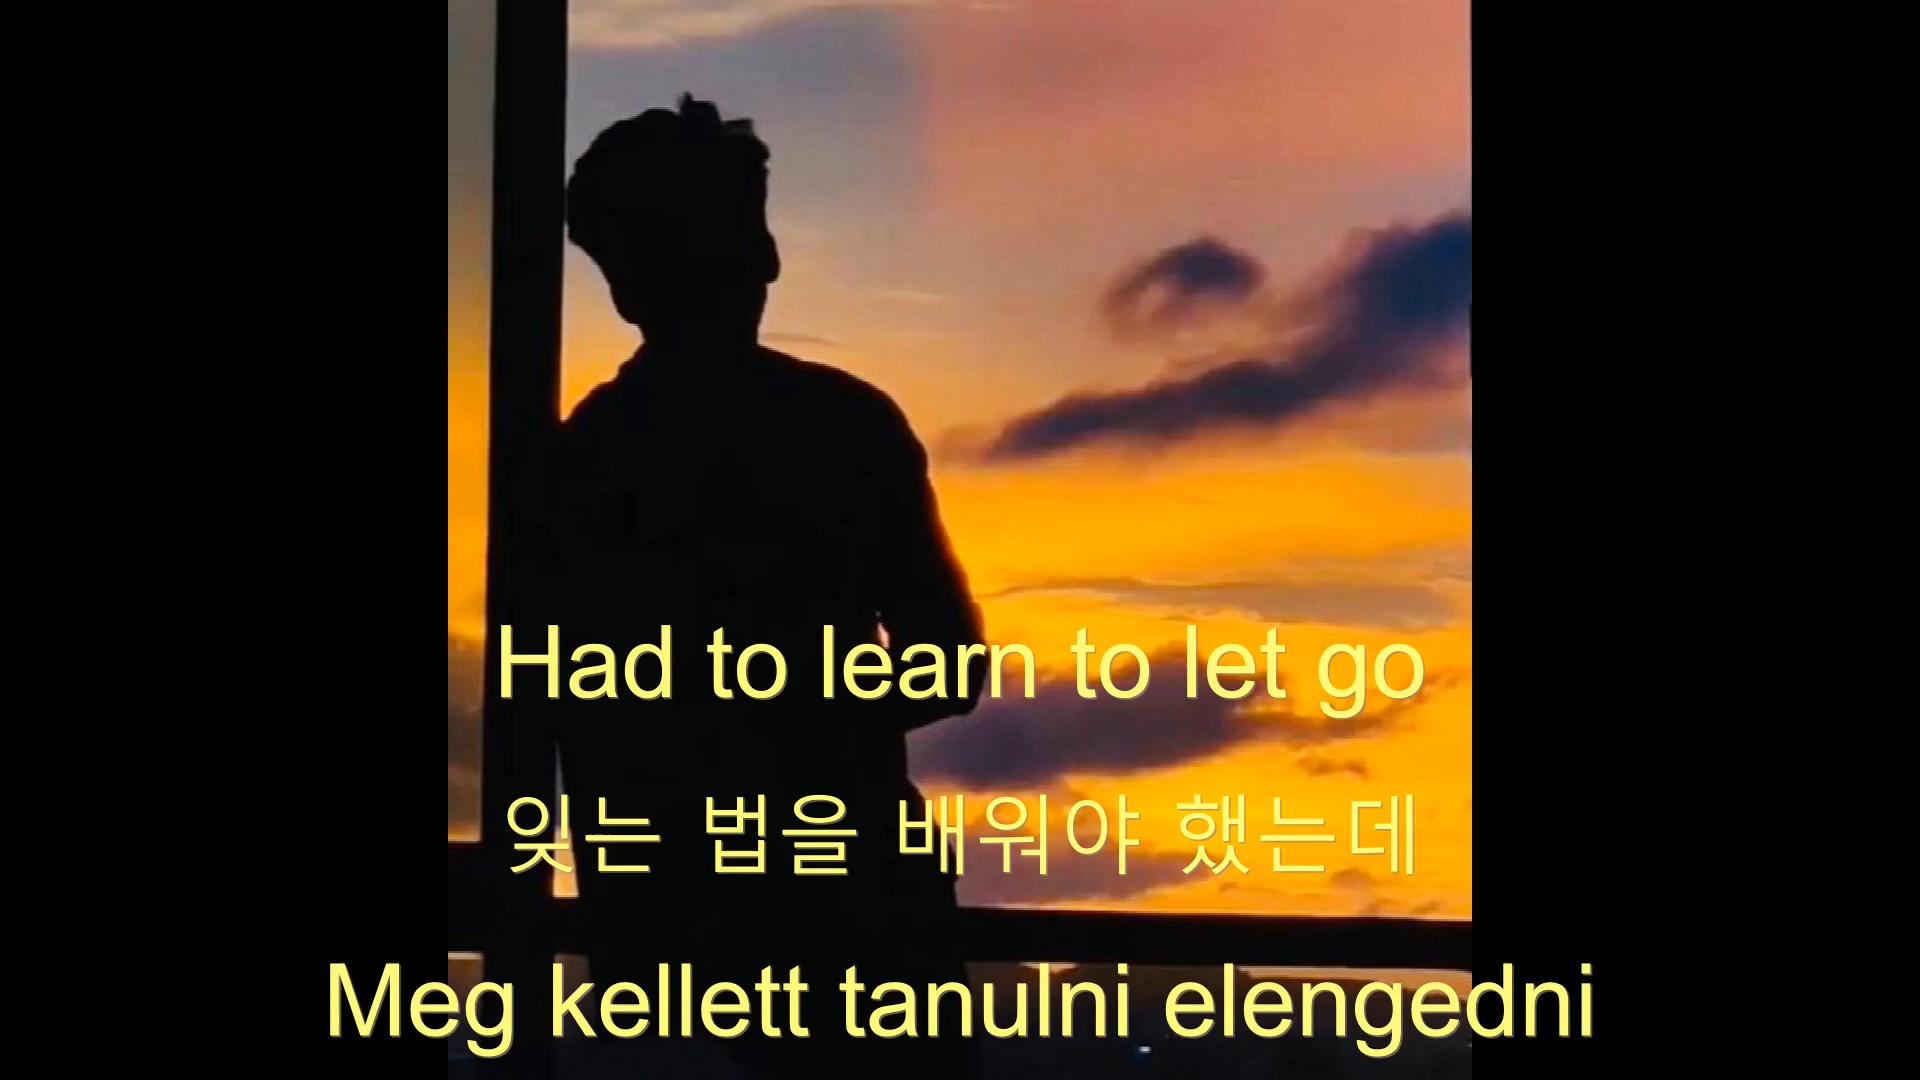 Had to learn to let go
잊는 법을 배워야 했는데
Meg kellett tanulni elengedni